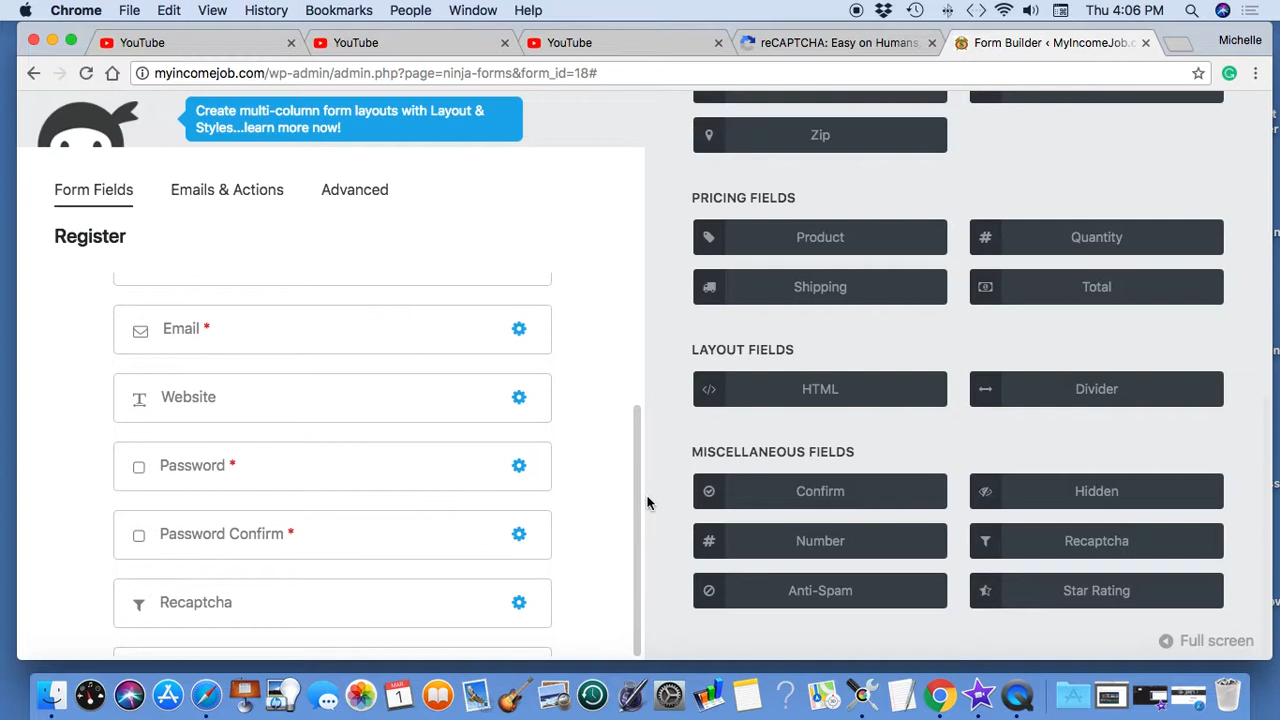 Chrome File Edit View History Bookmarks People Window Help Thu 4:06 PM
YouTube YouTube YouTube reCAPTCHA: Easy on Humans, Form Builder ‹ MyIncomeJob.c Michelle
myincomejob.com/wp-admin/admin.php?page=ninja-forms&form_id=18#
Create multi-column form layouts with Layout &
Styles...learn more now!
Form Fields Emails & Actions Advanced
Register
Email *
Website
Password *
Password Confirm *
Recaptcha
Zip
PRICING FIELDS
Product Quantity
Shipping Total
LAYOUT FIELDS
HTML Divider
MISCELLANEOUS FIELDS
Confirm Hidden
Number Recaptcha
Anti-Spam Star Rating
Full screen
MAR
1